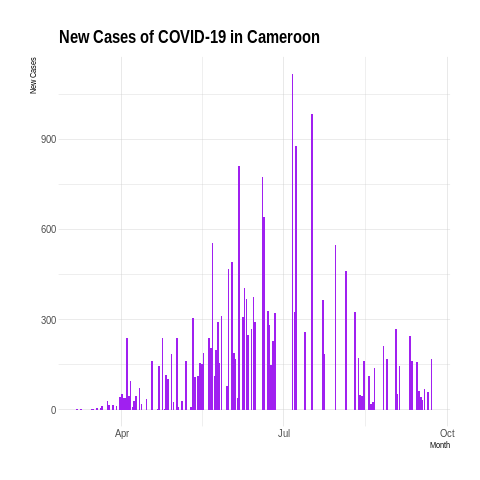 New Cases of COVID-19 in Cameroon
New Cases
900
600
300
0
Apr
Jul
Oct
Month